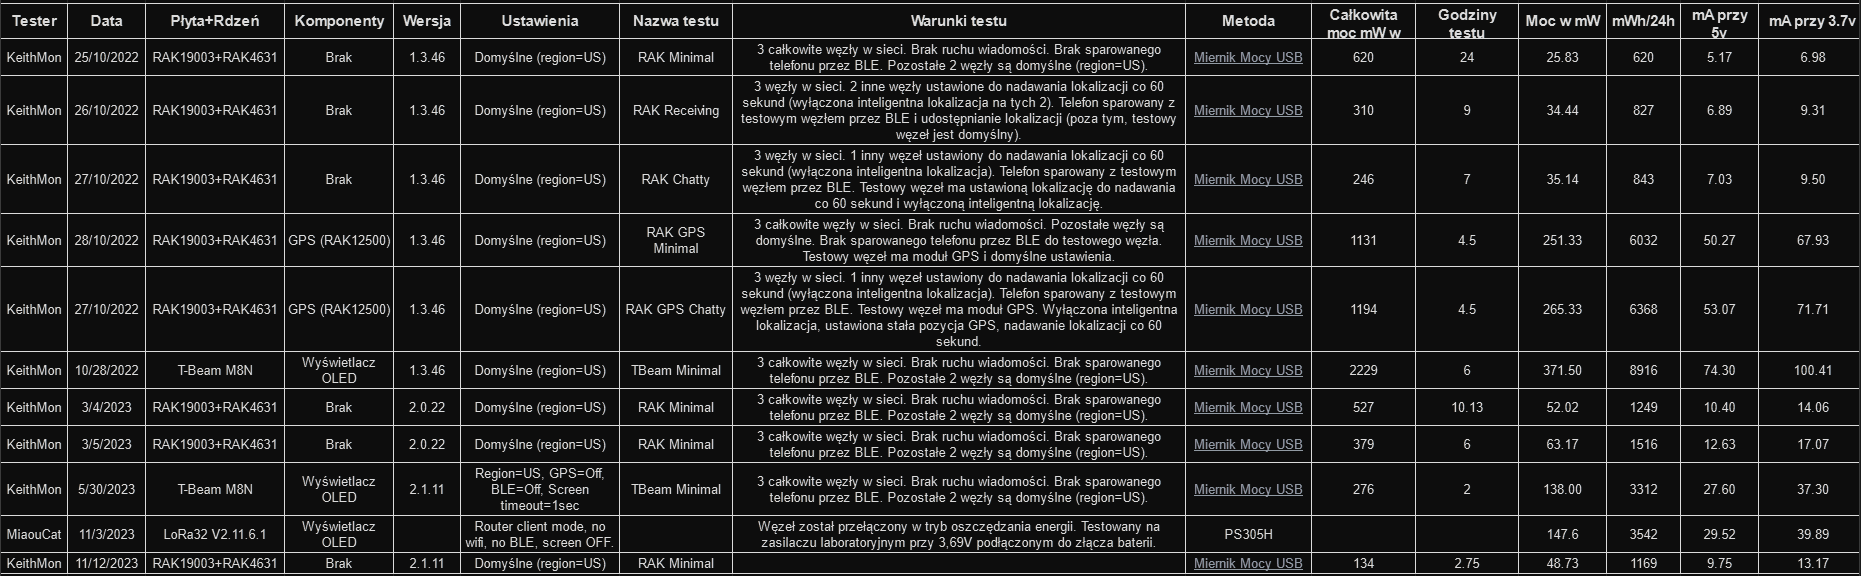 Tester Data Płyta+Rdzeń Komponenty Wersja Ustawienia Nazwa testu Warunki testu Metoda Całkowita moc mW w Godziny testu Moc w mW mWh/24h mA przy 5v mA przy 3.7v
KeithMon 25/10/2022 RAK19003+RAK4631 Brak 1.3.46 Domyślne (region=US) RAK Minimal 3 całkowite węzły w sieci. Brak ruchu wiadomości. Brak sparowanego
telefonu przez BLE. Pozostałe 2 węzły są domyślne (region=US). Miernik Mocy USB 620 24 25.83 620 5.17 6.98
KeithMon 26/10/2022 RAK19003+RAK4631 Brak 1.3.46 Domyślne (region=US) RAK Receiving 3 węzły w sieci. 2 inne węzły ustawione do nadawania lokalizacji co 60
sekund (wyłączona inteligentna lokalizacja na tych 2). Telefon sparowany z
testowym węzłem przez BLE i udostępnianie lokalizacji (poza tym, testowy
węzeł jest domyślny). Miernik Mocy USB 310 9 34.44 827 6.89 9.31
KeithMon 27/10/2022 RAK19003+RAK4631 Brak 1.3.46 Domyślne (region=US) RAK Chatty 3 węzły w sieci. 1 inny węzeł ustawiony do nadawania lokalizacji co 60
sekund (wyłączona inteligentna lokalizacja). Telefon sparowany z testowym
węzłem przez BLE. Testowy węzeł ma ustawioną lokalizację do nadawania
co 60 sekund i wyłączoną inteligentną lokalizację. Miernik Mocy USB 246 7 35.14 843 7.03 9.50
KeithMon 28/10/2022 RAK19003+RAK4631 GPS (RAK12500) 1.3.46 Domyślne (region=US) RAK GPS Minimal 3 całkowite węzły w sieci. Brak ruchu wiadomości. Pozostałe węzły są
domyślne. Brak sparowanego telefonu przez BLE do testowego węzła.
Testowy węzeł ma moduł GPS i domyślne ustawienia. Miernik Mocy USB 1131 4.5 251.33 6032 50.27 67.93
KeithMon 27/10/2022 RAK19003+RAK4631 GPS (RAK12500) 1.3.46 Domyślne (region=US) RAK GPS Chatty 3 węzły w sieci. 1 inny węzeł ustawiony do nadawania lokalizacji co 60
sekund (wyłączona inteligentna lokalizacja). Telefon sparowany z testowym
węzłem przez BLE. Testowy węzeł ma moduł GPS. Wyłączona inteligentna
lokalizacja, ustawiona stała pozycja GPS, nadawanie lokalizacji co 60
sekund. Miernik Mocy USB 1194 4.5 265.33 6368 53.07 71.71
KeithMon 10/28/2022 T-Beam M8N Wyświetlacz OLED 1.3.46 Domyślne (region=US) TBeam Minimal 3 całkowite węzły w sieci. Brak ruchu wiadomości. Brak sparowanego
telefonu przez BLE. Pozostałe 2 węzły są domyślne (region=US). Miernik Mocy USB 2229 6 371.50 8916 74.30 100.41
KeithMon 3/4/2023 RAK19003+RAK4631 Brak 2.0.22 Domyślne (region=US) RAK Minimal 3 całkowite węzły w sieci. Brak ruchu wiadomości. Brak sparowanego
telefonu przez BLE. Pozostałe 2 węzły są domyślne (region=US). Miernik Mocy USB 527 10.13 52.02 1249 10.40 14.06
KeithMon 3/5/2023 RAK19003+RAK4631 Brak 2.0.22 Domyślne (region=US) RAK Minimal 3 całkowite węzły w sieci. Brak ruchu wiadomości. Brak sparowanego
telefonu przez BLE. Pozostałe 2 węzły są domyślne (region=US). Miernik Mocy USB 379 6 63.17 1516 12.63 17.07
KeithMon 5/30/2023 T-Beam M8N Wyświetlacz OLED 2.1.11 Region=US, GPS=Off, BLE=Off, Screen timeout=1sec TBeam Minimal 3 całkowite węzły w sieci. Brak ruchu wiadomości. Brak sparowanego
telefonu przez BLE. Pozostałe 2 węzły są domyślne (region=US). Miernik Mocy USB 276 2 138.00 3312 27.60 37.30
MiaouCat 11/3/2023 LoRa32 V2.11.6.1 Wyświetlacz OLED Router client mode, no wifi, no BLE, screen OFF. Węzeł został przełączony w tryb oszczędzania energii. Testowany na
zasilaczu laboratoryjnym przy 3,69V podłączonym do złącza baterii. PS305H 147.6 3542 29.52 39.89
KeithMon 11/12/2023 RAK19003+RAK4631 Brak 2.1.11 Domyślne (region=US) RAK Minimal Miernik Mocy USB 134 2.75 48.73 1169 9.75 13.17